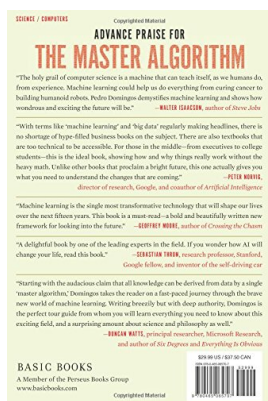 Copyrighted Material
SCIENCE / COMPUTERS
ADVANCE PRAISE FOR
THE MASTER ALGORITHM
"The holy grail of computer science is a machine that can teach itself, as we humans do,
from experience. Machine learning could help us do everything from curing cancer to
building humanoid robots. Pedro Domingos demystifies machine learning and shows how
wondrous and exciting the future will be." —WALTER ISAACSON, author of Steve Jobs
"With terms like 'machine learning' and 'big data' regularly making headlines, there is
no shortage of hype-filled business books on the subject. There are also textbooks that
are too technical to be accessible. For those in the middle—from executives to college
students—this is the ideal book, showing how and why things really work without the
heavy math. Unlike other books that proclaim a bright future, this one actually gives you
what you need to understand the changes that are coming." —PETER NORVIG,
director of research, Google, and coauthor of Artificial Intelligence
"Machine learning is the single most transformative technology that will shape our lives
over the next fifteen years. This book is a must-read—a bold and beautifully written new
framework for looking into the future." —GEOFFREY MOORE, author of Crossing the Chasm
"A delightful book by one of the leading experts in the field. If you wonder how AI will
change your life, read this book." —SEBASTIAN THRUN, research professor, Stanford,
Google fellow, and inventor of the self-driving car
"Starting with the audacious claim that all knowledge can be derived from data by a single
'master algorithm,' Domingos takes the reader on a fast-paced journey through the brave
new world of machine learning. Writing breezily but with deep authority, Domingos is
the perfect tour guide from whom you will learn everything you need to know about this
exciting field, and a surprising amount about science and philosophy as well."
—DUNCAN WATTS, principal researcher, Microsoft Research,
and author of Six Degrees and Everything Is Obvious
BASIC BOOKS
A Member of the Perseus Books Group
www.basicbooks.com
$29.99 US / $37.50 CAN
Copyrighted Material